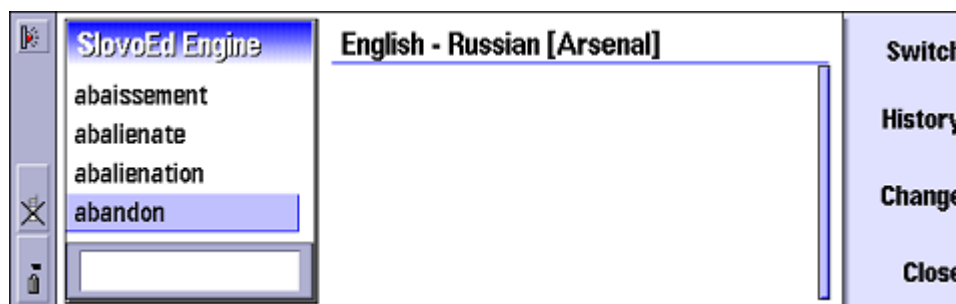 SlovoEd Engine
abaissement
abalienate
abalienation
abandon
English - Russian [Arsenal]
Switch
History
Change
Close